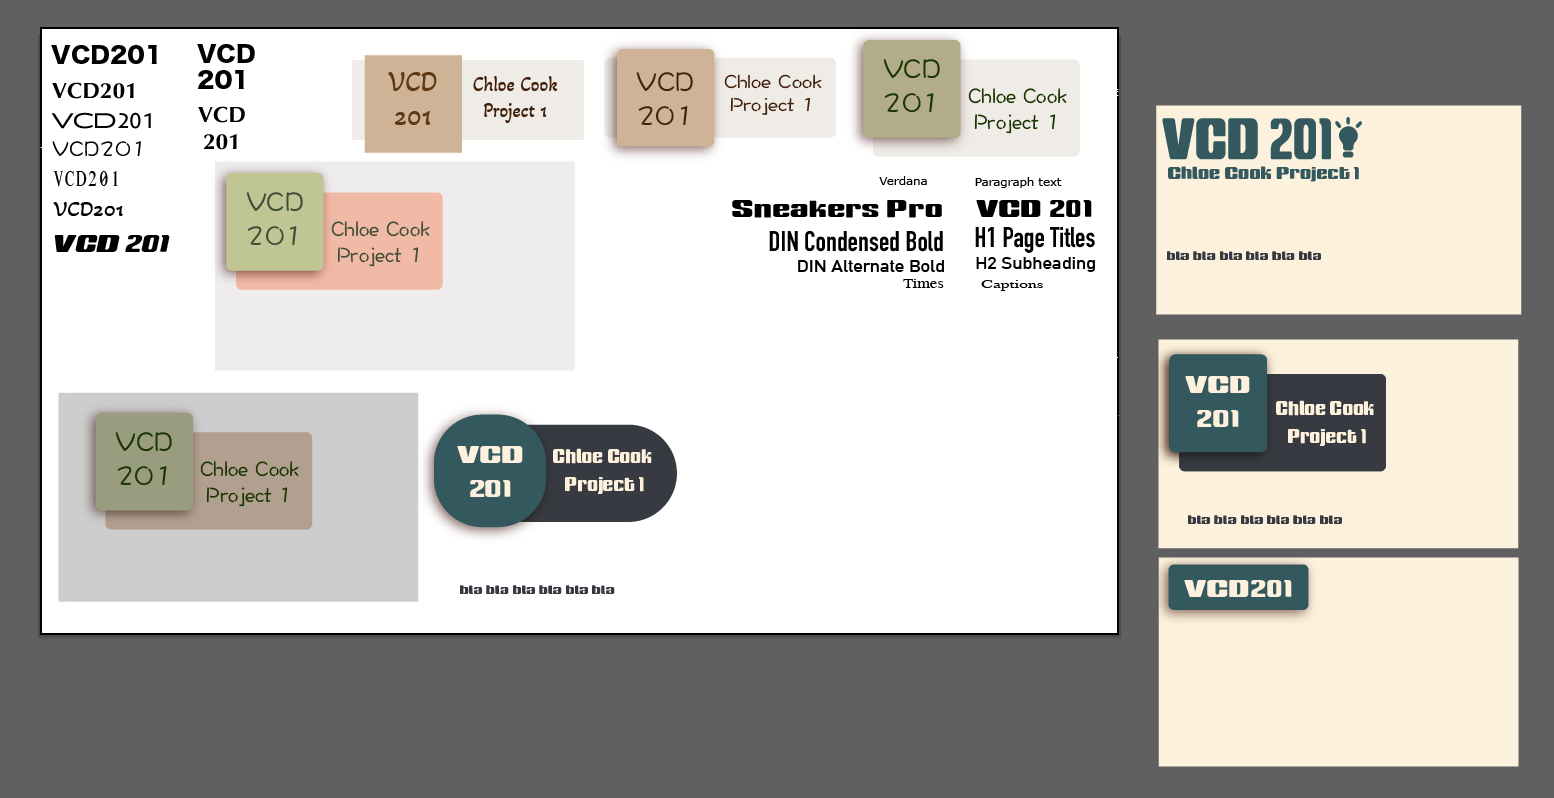 VCD201
VCD201
VCD201
VCD201
VCD201
VCD201
VCD 201
VCD
201
VCD
201
VCD
201
Chloe Cook
Project 1
VCD
201
Chloe Cook
Project 1
VCD
201
Chloe Cook
Project 1
VCD
201
Chloe Cook
Project 1
Verdana
Paragraph text
Sneakers Pro
VCD 201
DIN Condensed Bold
H1 Page Titles
DIN Alternate Bold
H2 Subheading
Times
Captions
VCD
201
Chloe Cook
Project 1
VCD
201
Chloe Cook
Project 1
bla bla bla bla bla bla
VCD 201
Chloe Cook Project 1
bla bla bla bla bla bla
VCD
201
Chloe Cook
Project 1
bla bla bla bla bla bla
VCD201